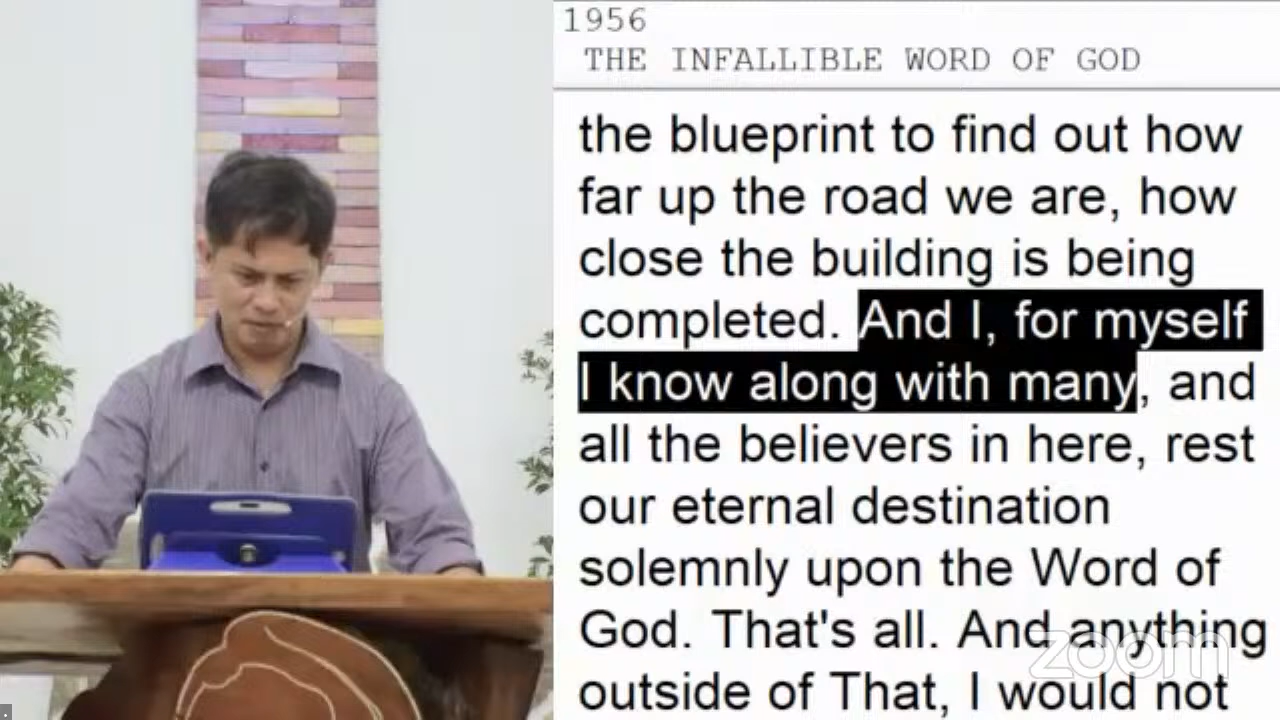 1956
THE INFALLIBLE WORD OF GOD
the blueprint to find out how
far up the road we are, how
close the building is being
completed. And I, for myself
I know along with many, and
all the believers in here, rest
our eternal destination
solemnly upon the Word of
God. That's all. And anything
outside of That, I would not
zoom